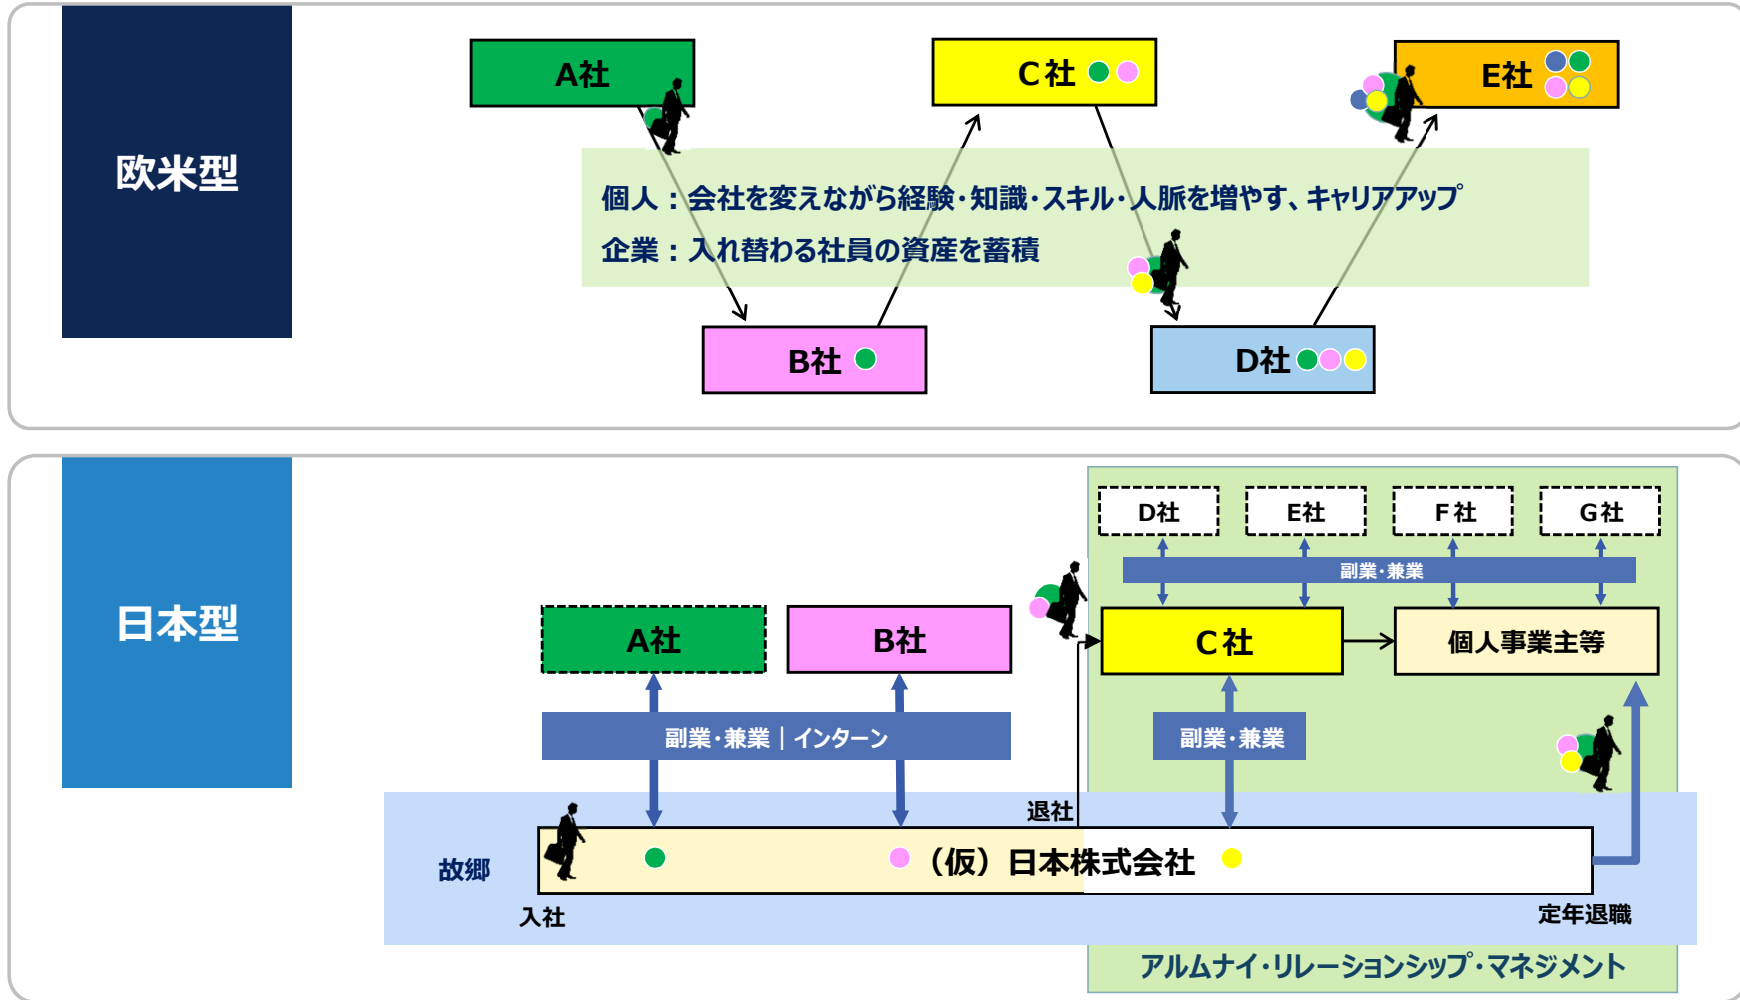 欧米型
A社
C社
E社
個人：会社を変えながら経験・知識・スキル・人脈を増やす、キャリアアップ
企業：入れ替わる社員の資産を蓄積
B社
D社
日本型
D社
E社
F社
G社
副業・兼業
A社
B社
C社
個人事業主等
副業・兼業｜インターン
副業・兼業
退社
故郷
（仮）日本株式会社
入社
定年退職
アルムナイ・リレーションシップ・マネジメント